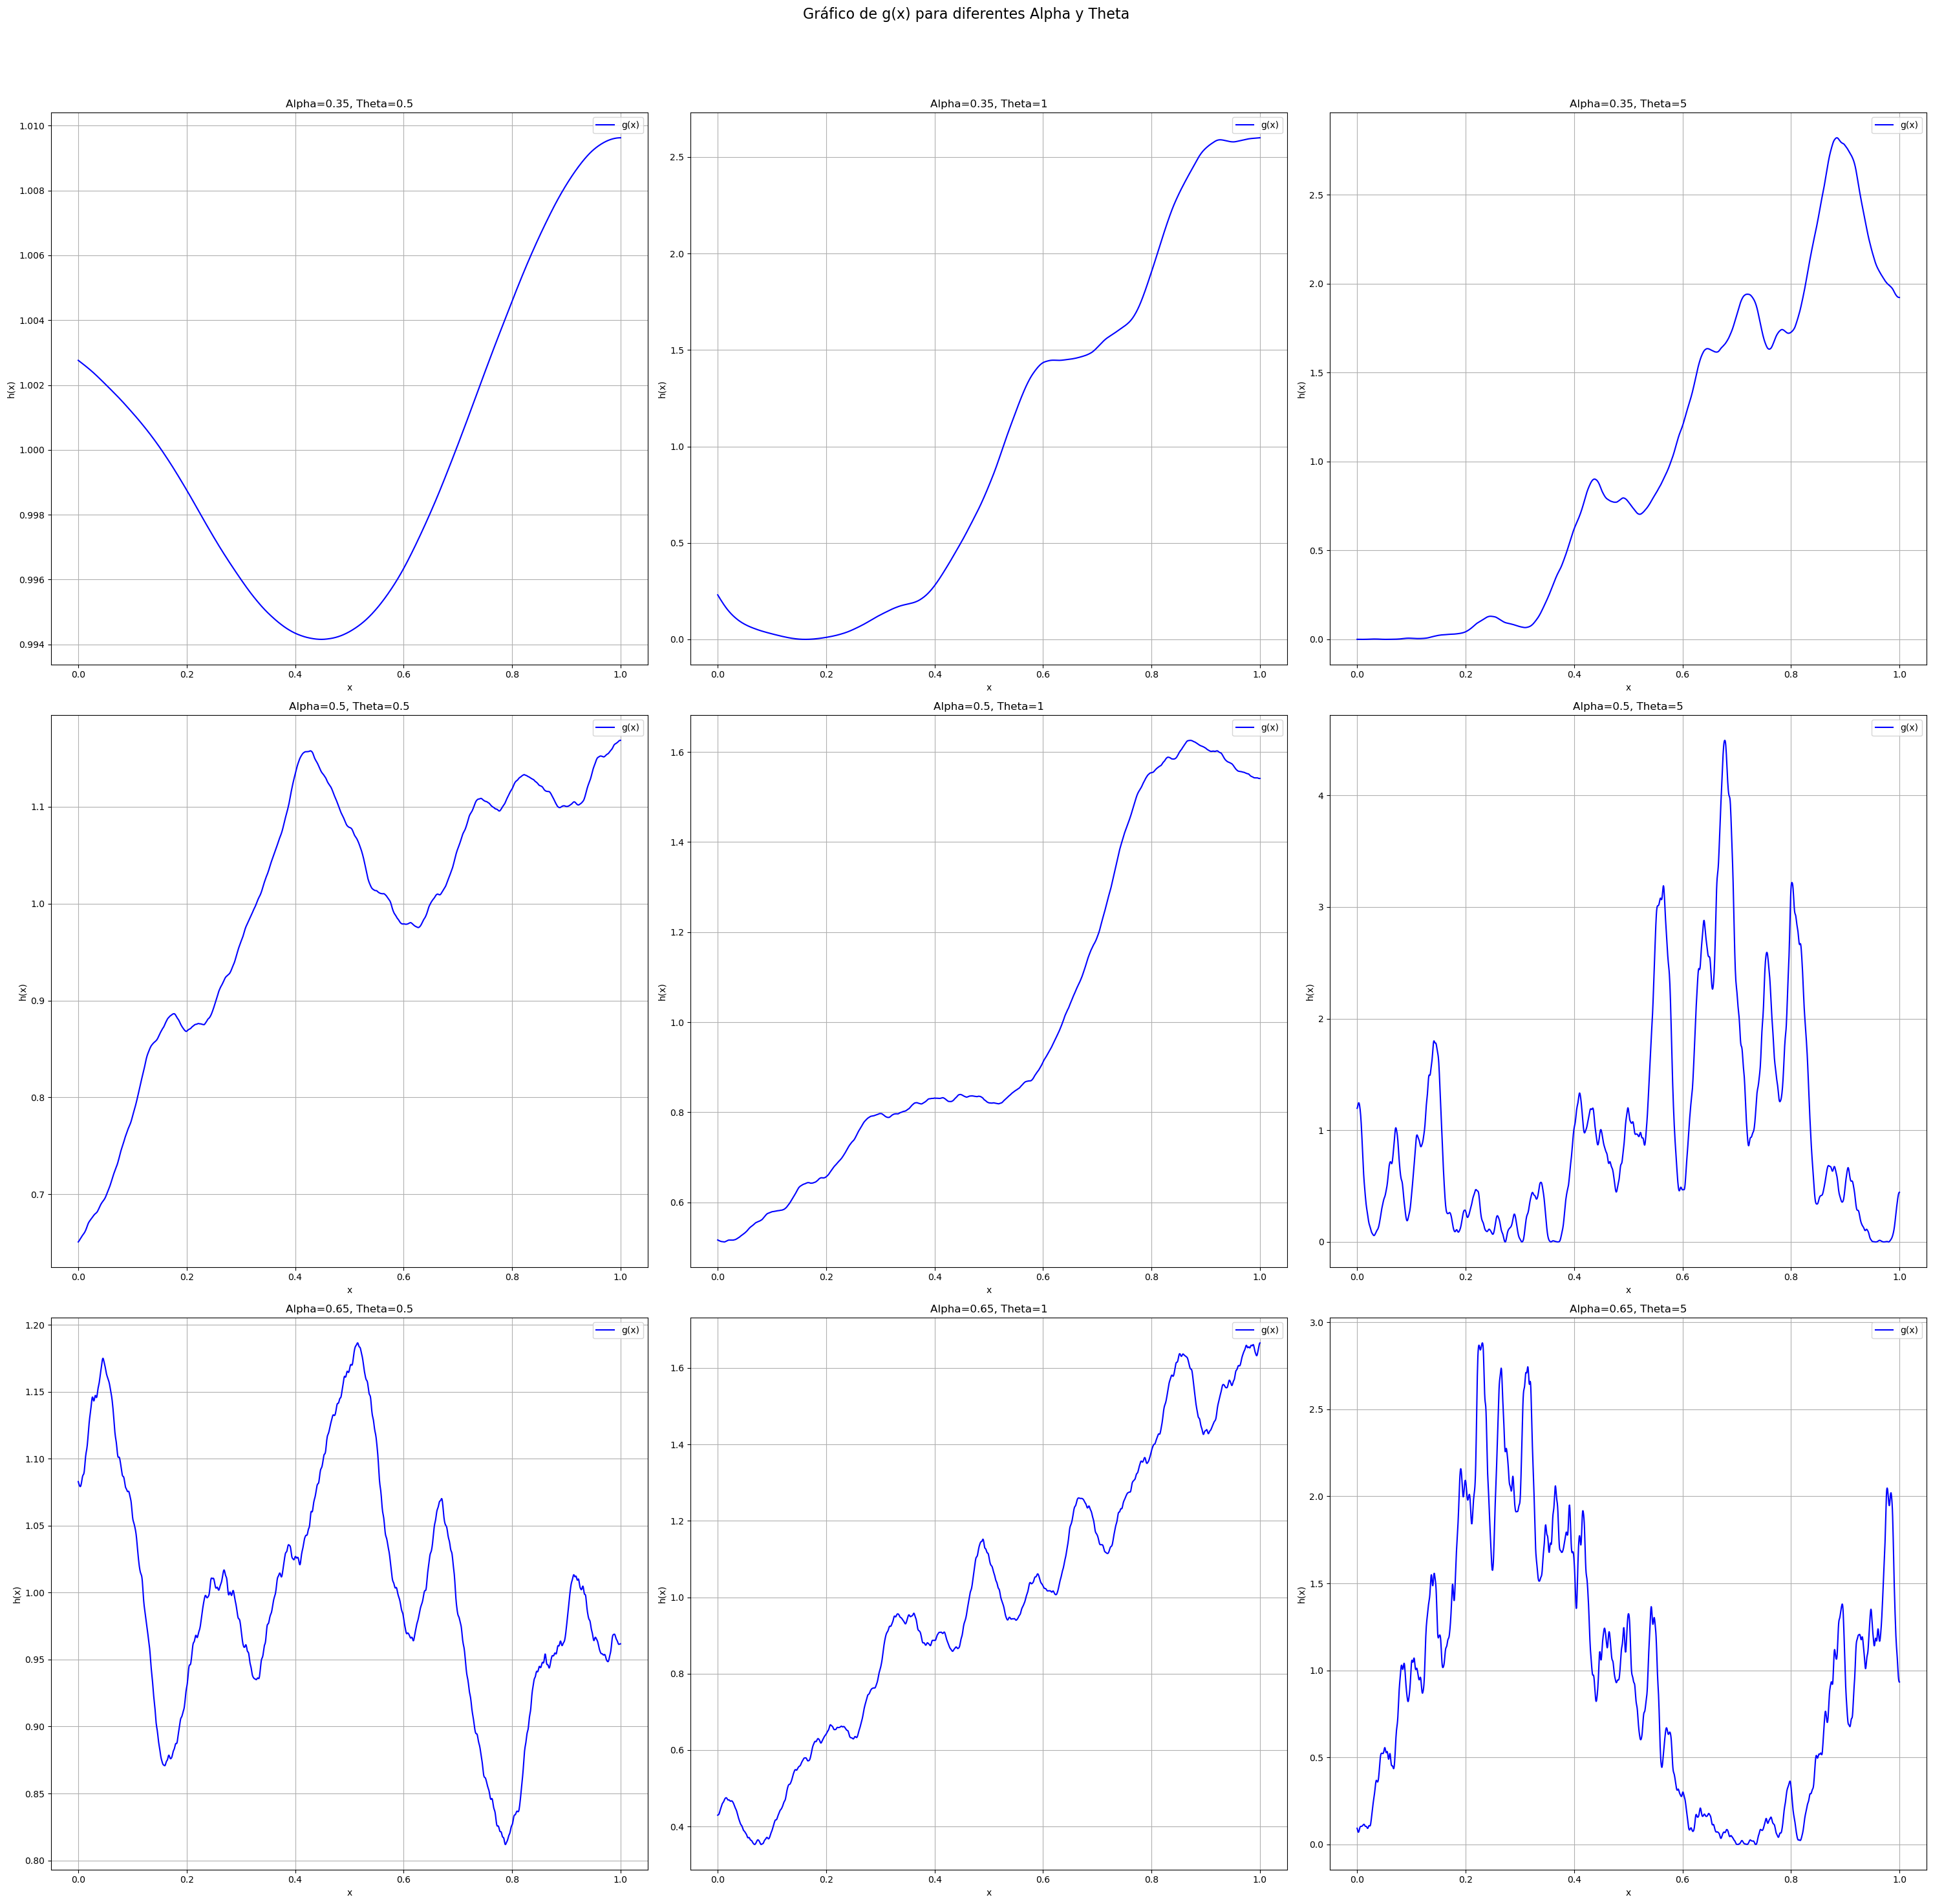 Gráfico de g(x) para diferentes Alpha y Theta
Alpha=0.35, Theta=0.5
g(x)
h(x)
1.010
1.008
1.006
1.004
1.002
1.000
0.998
0.996
0.994
0.0 0.2 0.4 0.6 0.8 1.0
x
Alpha=0.35, Theta=1
g(x)
h(x)
2.5
2.0
1.5
1.0
0.5
0.0
0.0 0.2 0.4 0.6 0.8 1.0
x
Alpha=0.35, Theta=5
g(x)
h(x)
2.5
2.0
1.5
1.0
0.5
0.0
0.0 0.2 0.4 0.6 0.8 1.0
x
Alpha=0.5, Theta=0.5
g(x)
h(x)
1.1
1.0
0.9
0.8
0.7
0.0 0.2 0.4 0.6 0.8 1.0
x
Alpha=0.5, Theta=1
g(x)
h(x)
1.6
1.4
1.2
1.0
0.8
0.6
0.0 0.2 0.4 0.6 0.8 1.0
x
Alpha=0.5, Theta=5
g(x)
h(x)
4
3
2
1
0
0.0 0.2 0.4 0.6 0.8 1.0
x
Alpha=0.65, Theta=0.5
g(x)
h(x)
1.20
1.15
1.10
1.05
1.00
0.95
0.90
0.85
0.80
0.0 0.2 0.4 0.6 0.8 1.0
x
Alpha=0.65, Theta=1
g(x)
h(x)
1.6
1.4
1.2
1.0
0.8
0.6
0.4
0.0 0.2 0.4 0.6 0.8 1.0
x
Alpha=0.65, Theta=5
g(x)
h(x)
3.0
2.5
2.0
1.5
1.0
0.5
0.0
0.0 0.2 0.4 0.6 0.8 1.0
x